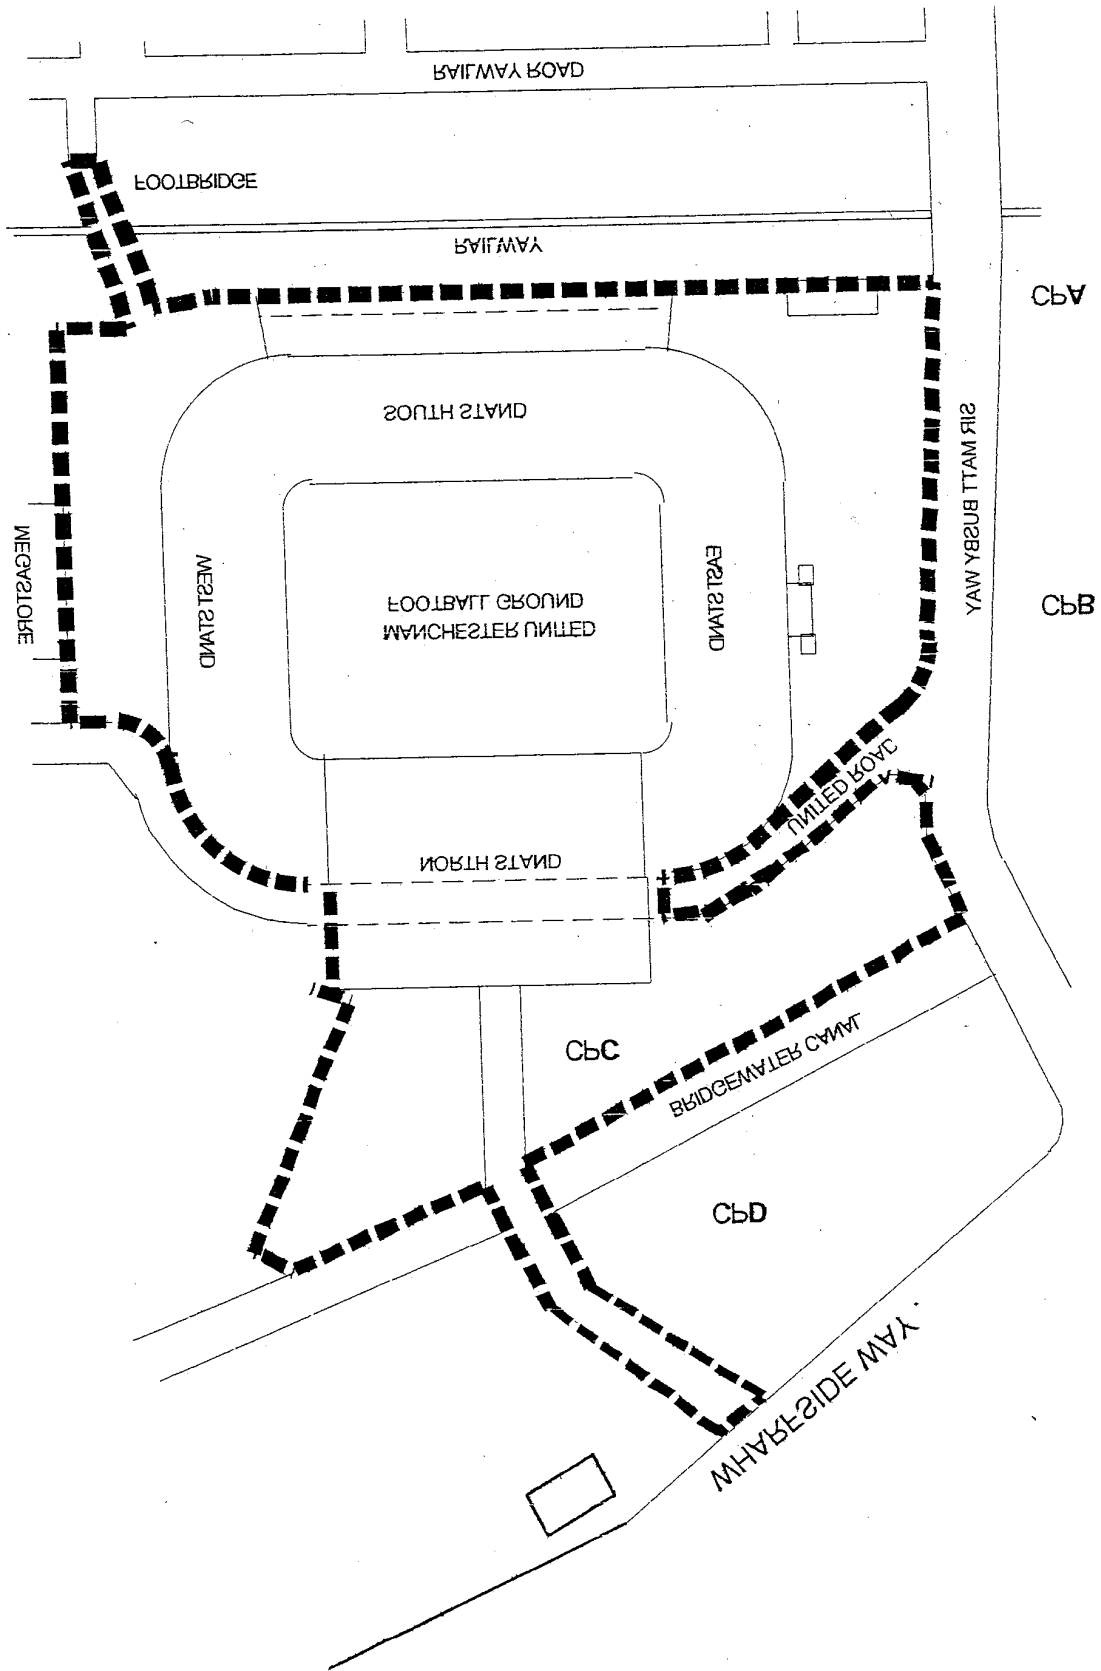 WHARFSIDE WAY.
CPD
BRIDGEWATER CANAL
CPC
NORTH STAND
UNITED ROAD
MANCHESTER UNITED
FOOTBALL GROUND
WEST STAND
EAST STAND
MEGASTORE
CPB
SIR MATT BUSBY WAY
SOUTH STAND
CPA
RAILWAY
FOOTBRIDGE
RAILWAY ROAD